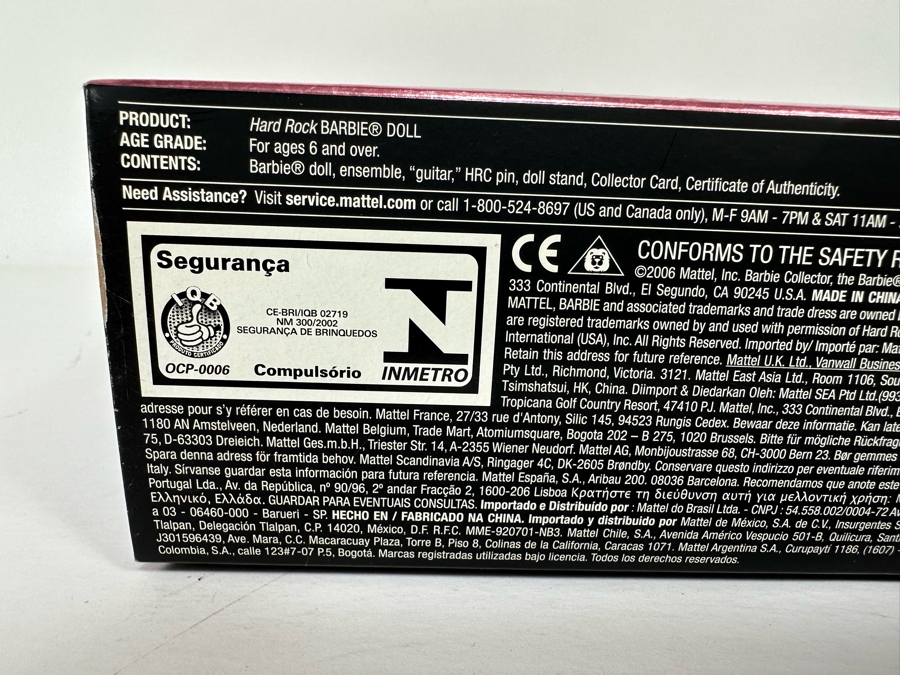 PRODUCT: Hard Rock BARBIE® DOLL
AGE GRADE: For ages 6 and over.
CONTENTS: Barbie® doll, ensemble, “guitar,” HRC pin, doll stand, Collector Card, Certificate of Authenticity.
Need Assistance? Visit service.mattel.com or call 1-800-524-8697 (US and Canada only), M-F 9AM - 7PM & SAT 11AM -
Segurança
IQB
PRODUTO CERTIFICADO
OCP-0006
CE-BRI/IQB 02719
NM 300/2002
SEGURANÇA DE BRINQUEDOS
Compulsório
INMETRO
CE
CONFORMS TO THE SAFETY
©2006 Mattel, Inc. Barbie Collector, the Barbie®
333 Continental Blvd., El Segundo, CA 90245 U.S.A. MADE IN CHINA
MATTEL, BARBIE and associated trademarks and trade dress are owned
are registered trademarks owned by and used with permission of Hard
International (USA), Inc. All Rights Reserved. Imported by/ Importé par:
Retain this address for future reference. Mattel U.K. Ltd., Vanwall
Pty Ltd., Richmond, Victoria. 3121. Mattel East Asia Ltd., Room 1106,
Tsimshatsui, HK, China. Diimport & Diedarkan Oleh: Mattel SEA Ptd Ltd.
Tropicana Golf Country Resort, 47410 PJ. Mattel, Inc., 333 Continental Blvd.,
adresse pour s'y référer en cas de besoin. Mattel France, 27/33 rue d'Antony, Silic 145, 94523 Rungis Cedex. Bewaar deze informatie. Kan
1180 AN Amstelveen, Nederland. Mattel Belgium, Trade Mart, Atomiumsquare, Bogota 202 – B 275, 1020 Brussels. Bitte für mögliche
75, D-63303 Dreieich. Mattel Ges.m.b.H., Triester Str. 14, A-2355 Wiener Neudorf. Mattel AG, Monbijoustrasse 68, CH-3000 Bern 23. Bør gemmes
Spara denna adress för framtida behov. Mattel Scandinavia A/S, Ringager 4C, DK-2605 Brøndby. Conservare questo indirizzo per eventuale
Italy. Sírvanse guardar esta información para futura referencia. Mattel España, S.A., Aribau 200. 08036 Barcelona. Recomendamos que anote este
Portugal Lda., Av. da República, nº 90/96, 2º andar Fracção 2, 1600-206 Lisboa Κρατήστε τη διεύθυνση αυτή για μελλοντική χρήση:
Ελληνικό, Ελλάδα. GUARDAR PARA EVENTUAIS CONSULTAS. Importado e Distribuído por : Mattel do Brasil Ltda. - CNPJ : 54.558.002/0004-72
a 03 - 06460-000 - Barueri - SP. HECHO EN / FABRICADO NA CHINA. Importado y distribuido por Mattel de México, S.A. de C.V., Insurgentes
Tlalpan, Delegación Tlalpan, C.P. 14020, México, D.F. R.F.C. MME-920701-NB3. Mattel Chile, S.A., Avenida Américo Vespucio 501-B, Quilicura,
J301596439, Ave. Mara, C.C. Macaracuay Plaza, Torre B, Piso 8, Colinas de la California, Caracas 1071. Mattel Argentina S.A., Curupaytí 1186, (1607) -
Colombia, S.A., calle 123#7-07 P.5, Bogotá. Marcas registradas utilizadas bajo licencia. Todos los derechos reservados.